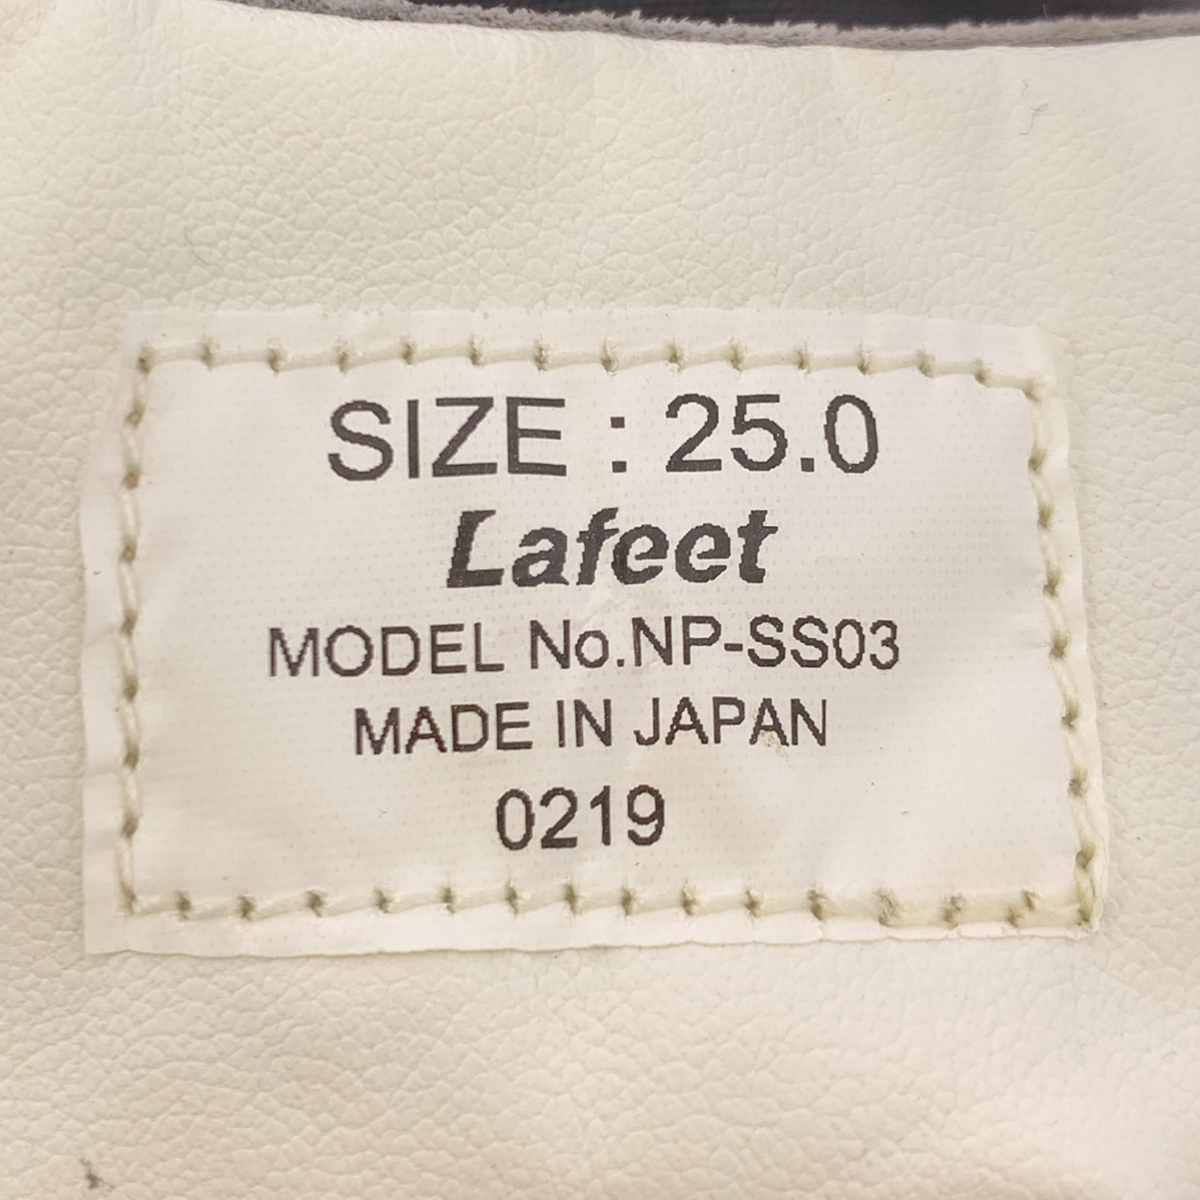 SIZE : 25.0
Lafeet
MODEL No.NP-SS03
MADE IN JAPAN
0219